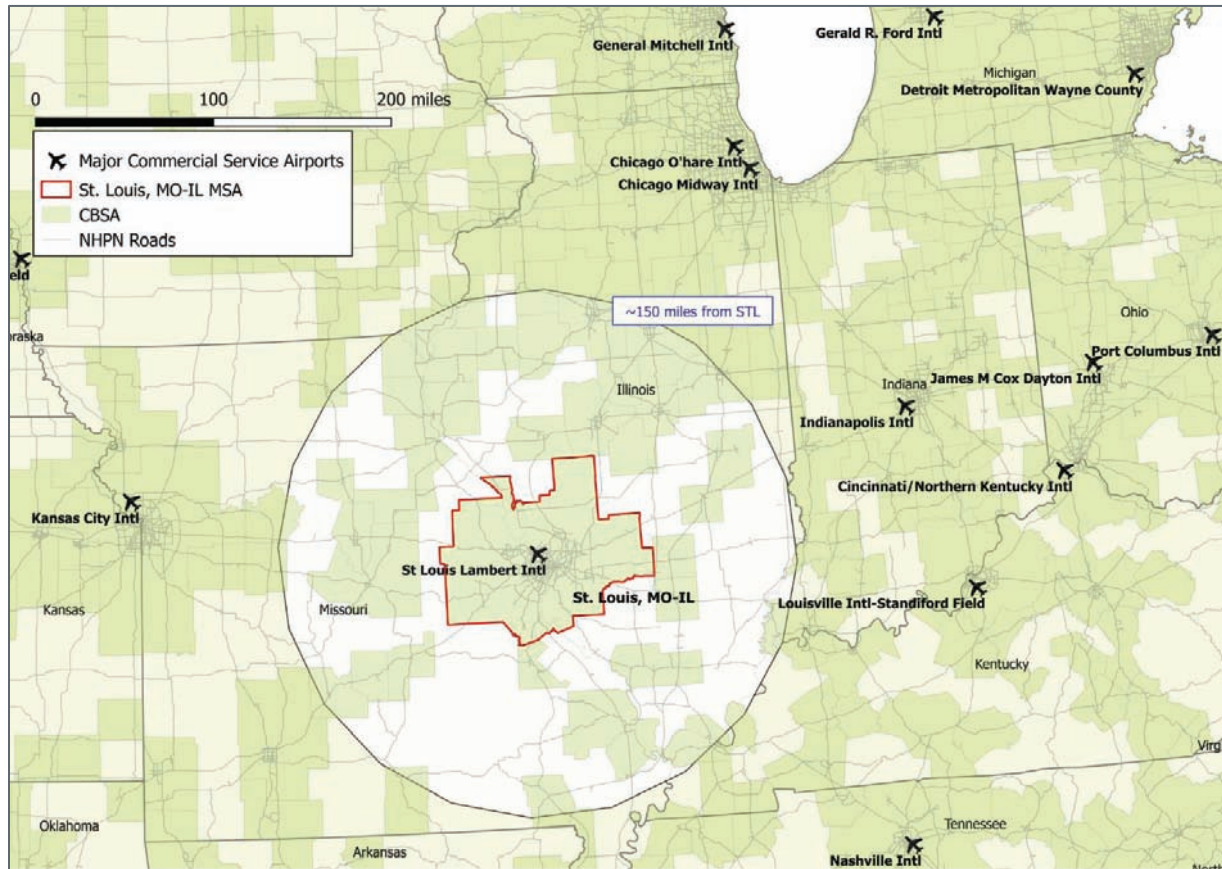 General Mitchell Intl
Gerald R. Ford Intl
Michigan
Detroit Metropolitan Wayne County
0 100 200 miles
Major Commercial Service Airports
St. Louis, MO-IL MSA
CBSA
NHPN Roads
Chicago O'hare Intl
Chicago Midway Intl
eld
raska
~150 miles from STL
Illinois
Ohio
Port Columbus Intl
James M Cox Dayton Intl
Indiana
Indianapolis Intl
Cincinnati/Northern Kentucky Intl
Kansas City Intl
St Louis Lambert Intl
St. Louis, MO-IL
Kansas
Missouri
Louisville Intl-Standiford Field
Kentucky
Virg
Oklahoma
Arkansas
Tennessee
Nashville Intl
North